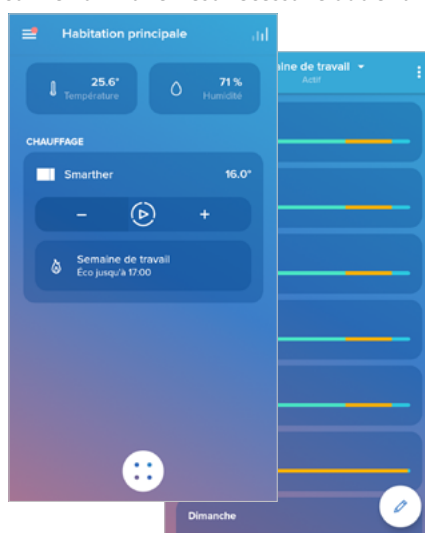 Habitation principale
25.6°
Température
71 %
Humidité
CHAUFFAGE
Smarther
16.0°
Semaine de travail
Éco jusqu'à 17:00
de travail
Actif
Dimanche